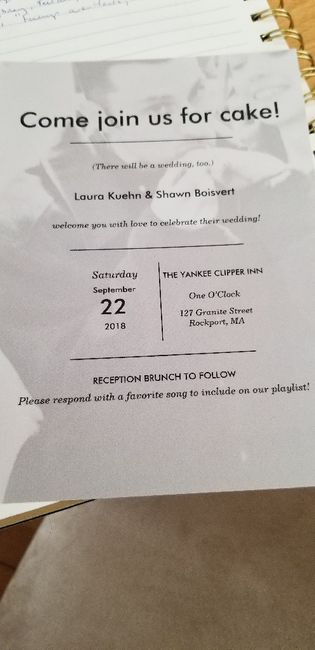 Come join us for cake!
(There will be a wedding, too.)
Laura Kuehn & Shawn Boisvert
welcome you with love to celebrate their wedding!
Saturday
September
22
2018
THE YANKEE CLIPPER INN
One O'Clock
127 Granite Street
Rockport, MA
RECEPTION BRUNCH TO FOLLOW
Please respond with a favorite song to include on our playlist!